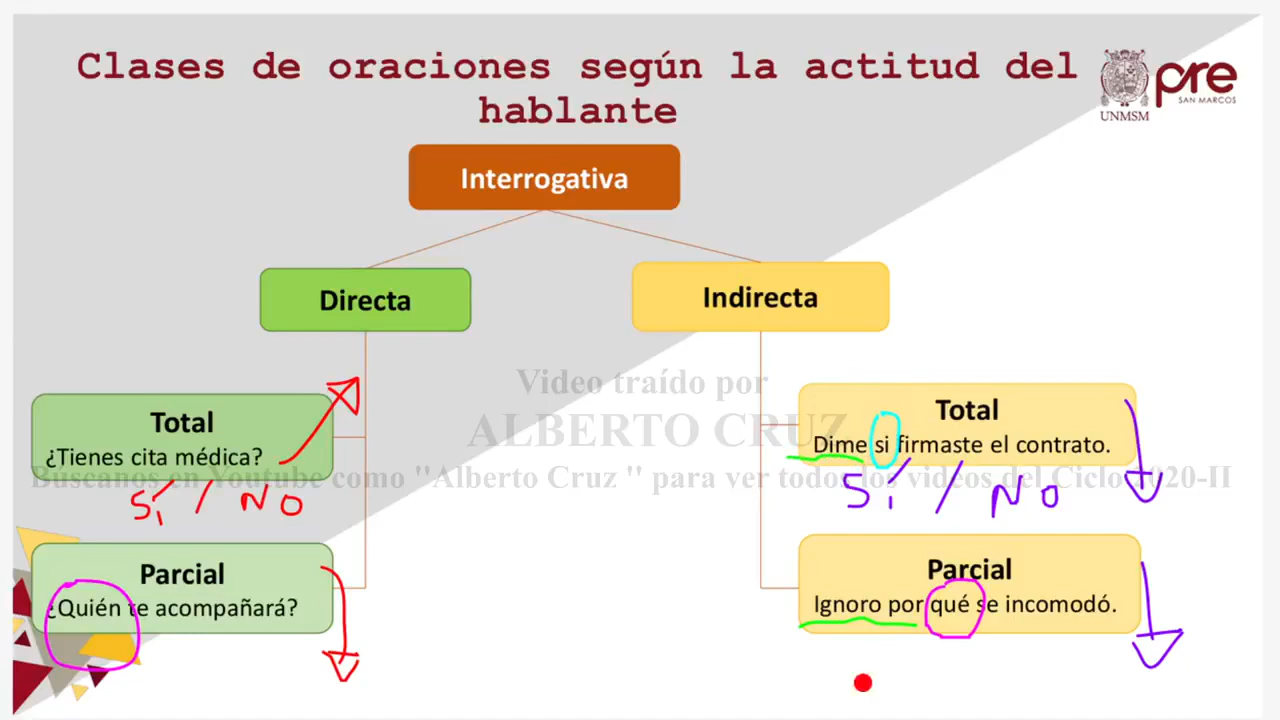 Clases de oraciones según la actitud del
hablante
UNMSM
pre
SAN MARCOS
Interrogativa
Directa
Indirecta
Video traído por
ALBERTO CRUZ
Buscanos en Youtube como "Alberto Cruz " para ver todos los videos del Ciclo 2020-II
Total
¿Tienes cita médica?
SÍ / NO
Parcial
¿Quién te acompañará?
Total
Dime si firmaste el contrato.
SÍ / NO
Parcial
Ignoro por qué se incomodó.